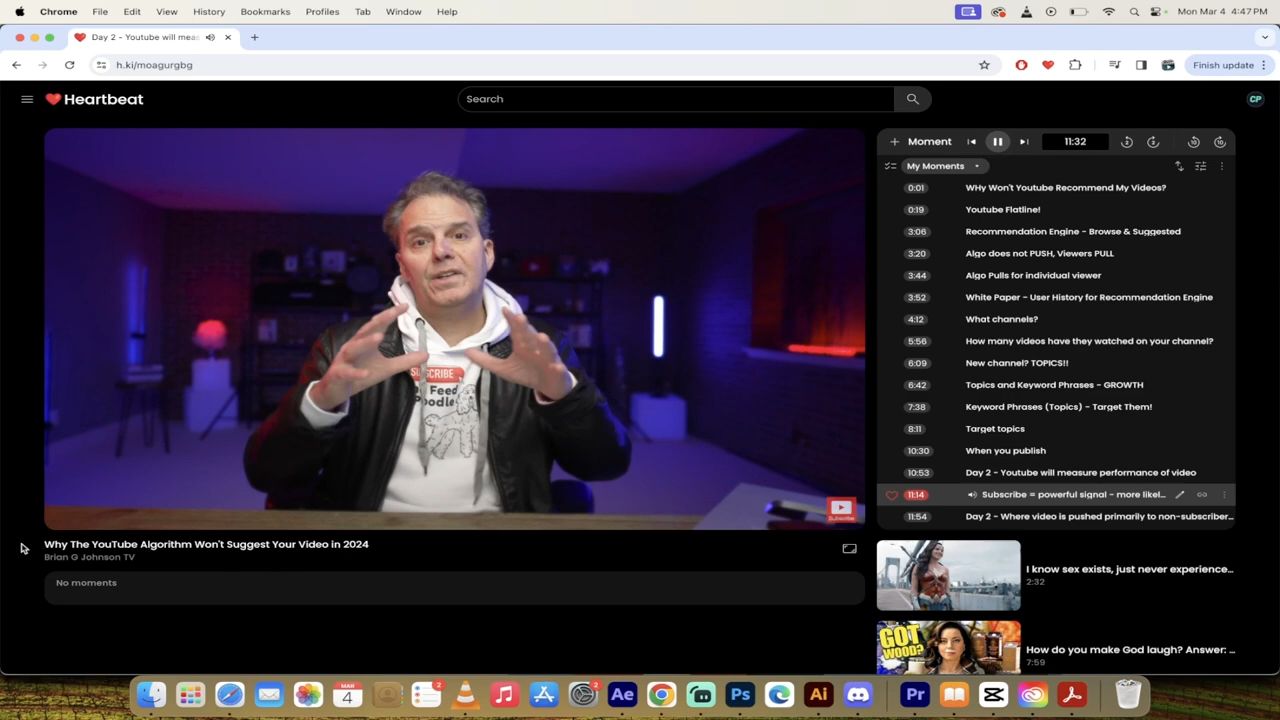 Chrome File Edit View History Bookmarks Profiles Tab Window Help Mon Mar 4 4:47 PM
Day 2 - Youtube will meas
h.ki/moagurgbg Finish update
Heartbeat Search CP
+ Moment 11:32
My Moments
0:01 WHy Won't Youtube Recommend My Videos?
0:19 Youtube Flatline!
3:06 Recommendation Engine - Browse & Suggested
3:20 Algo does not PUSH, Viewers PULL
3:44 Algo Pulls for individual viewer
3:52 White Paper - User History for Recommendation Engine
4:12 What channels?
5:56 How many videos have they watched on your channel?
6:09 New channel? TOPICS!!
6:42 Topics and Keyword Phrases - GROWTH
7:38 Keyword Phrases (Topics) - Target Them!
8:11 Target topics
10:30 When you publish
10:53 Day 2 - Youtube will measure performance of video
11:14 Subscribe = powerful signal - more likel...
11:54 Day 2 - Where video is pushed primarily to non-subscriber...
SUBSCRIBE
Feed
Poodle
Subscribe
Why The YouTube Algorithm Won't Suggest Your Video in 2024
Brian G Johnson TV
No moments
I know sex exists, just never experience...
2:32
GOT
WOOD?
How do you make God laugh? Answer: ...
7:59
MAR
4
2
2
Ae
Ps
Ai
Pr